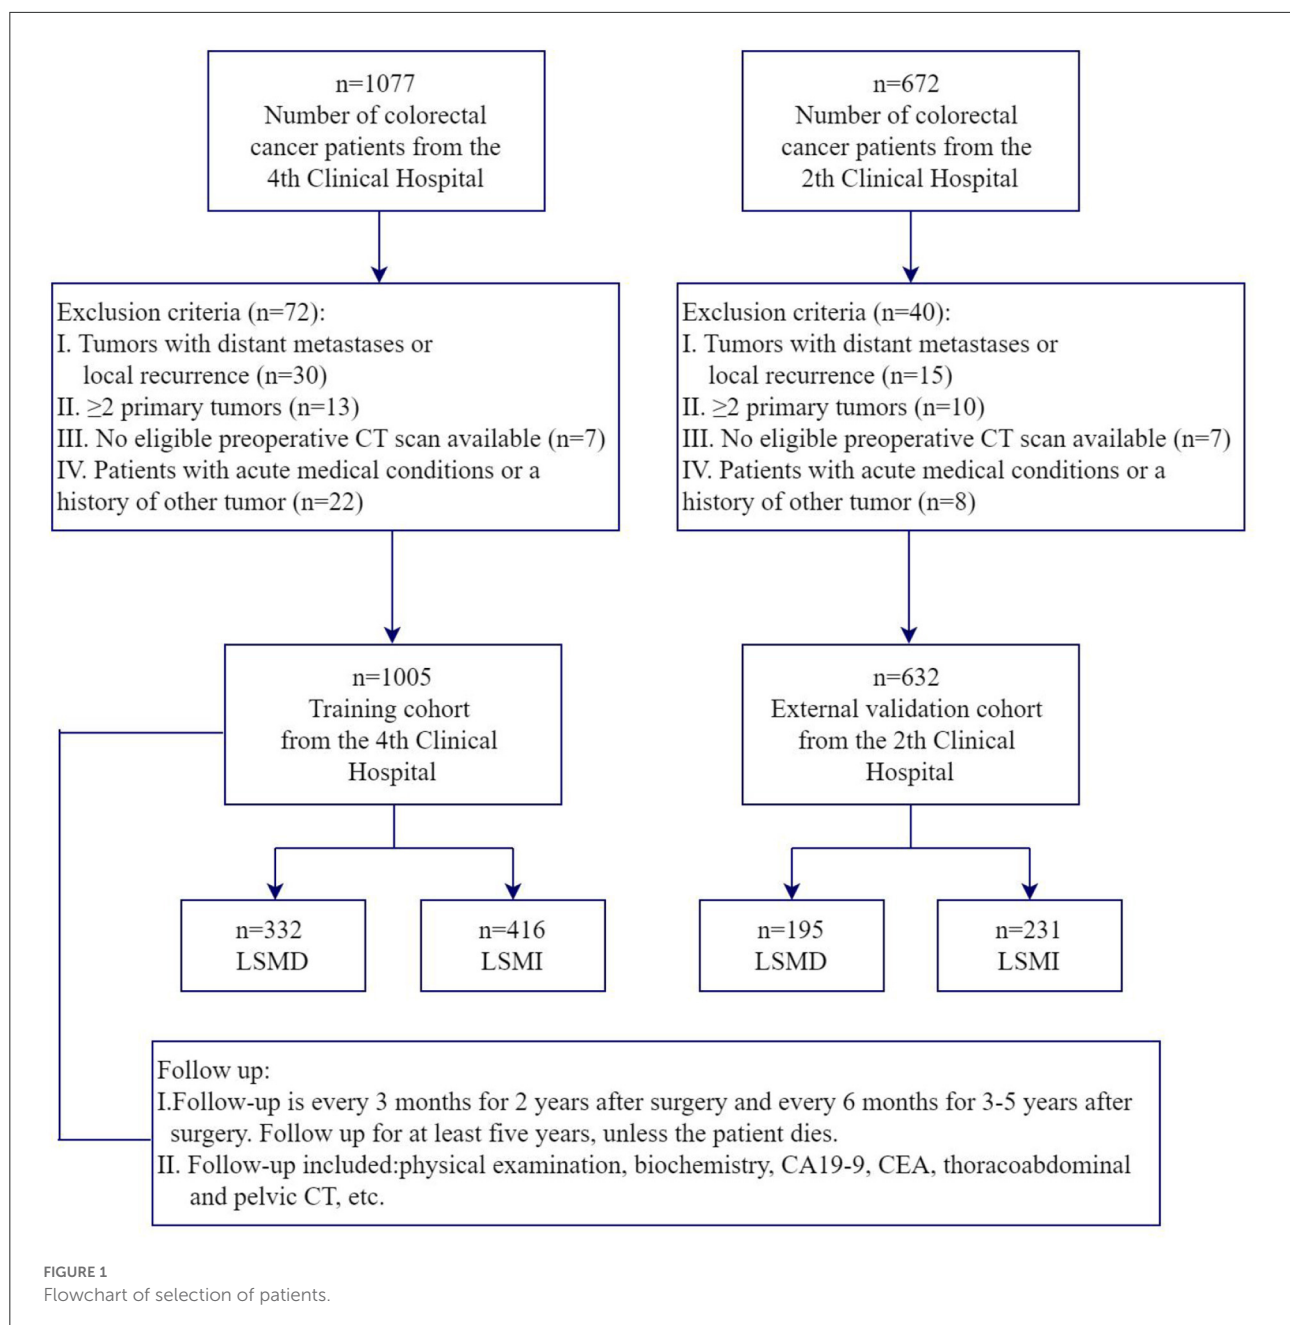 n=1077
Number of colorectal
cancer patients from the
4th Clinical Hospital
n=672
Number of colorectal
cancer patients from the
2th Clinical Hospital
Exclusion criteria (n=72):
I. Tumors with distant metastases or
local recurrence (n=30)
II. ≥2 primary tumors (n=13)
III. No eligible preoperative CT scan available (n=7)
IV. Patients with acute medical conditions or a
history of other tumor (n=22)
Exclusion criteria (n=40):
I. Tumors with distant metastases or
local recurrence (n=15)
II. ≥2 primary tumors (n=10)
III. No eligible preoperative CT scan available (n=7)
IV. Patients with acute medical conditions or a
history of other tumor (n=8)
n=1005
Training cohort
from the 4th Clinical
Hospital
n=632
External validation cohort
from the 2th Clinical
Hospital
n=332
LSMD
n=416
LSMI
n=195
LSMD
n=231
LSMI
Follow up:
I.Follow-up is every 3 months for 2 years after surgery and every 6 months for 3-5 years after
surgery. Follow up for at least five years, unless the patient dies.
II. Follow-up included:physical examination, biochemistry, CA19-9, CEA, thoracoabdominal
and pelvic CT, etc.
FIGURE 1
Flowchart of selection of patients.